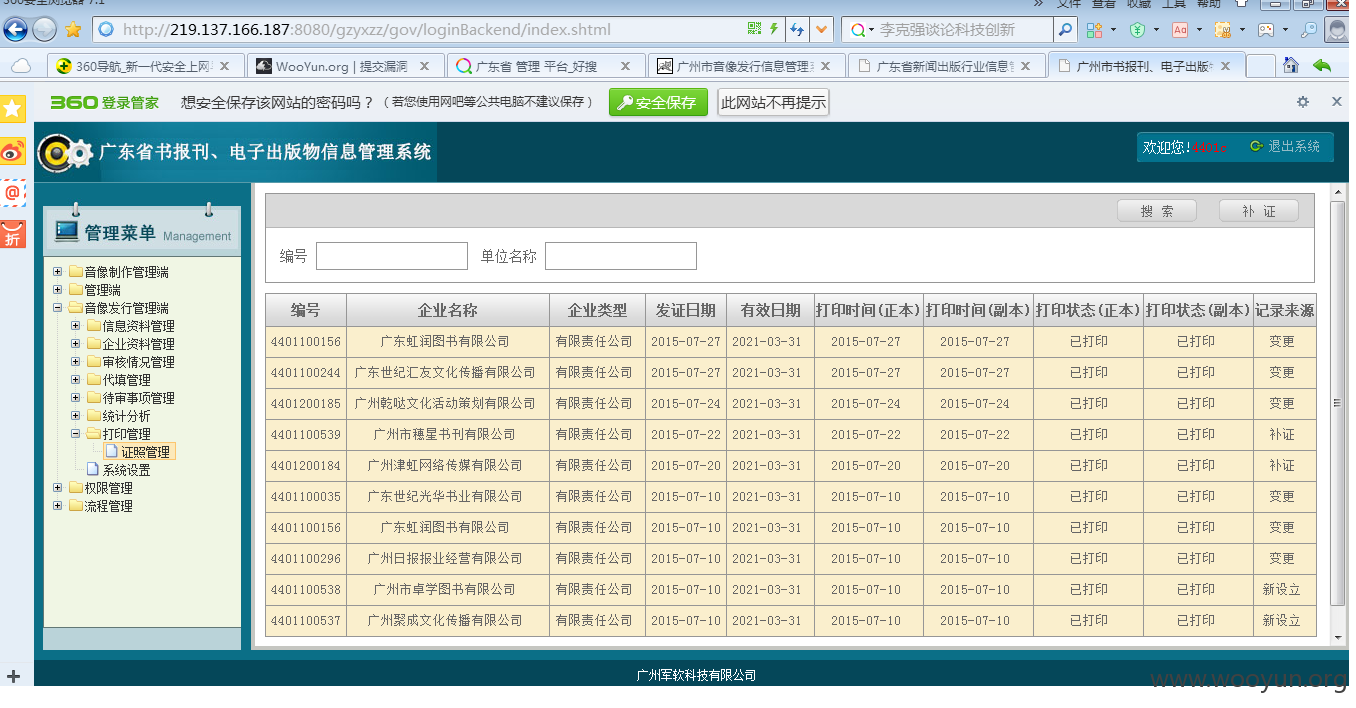 360安全浏览器 7.1
» 文件 查看 收藏 工具 帮助
http://219.137.166.187:8080/gzyxzz/gov/loginBackend/index.shtml
李克强谈论科技创新
360导航_新一代安全上网
WooYun.org | 提交漏洞
广东省 管理 平台_好搜
广州市音像发行信息管理
广东省新闻出版行业信息
广州市书报刊、电子出版
360登录管家 想安全保存该网站的密码吗？（若您使用网吧等公共电脑不建议保存） 安全保存 此网站不再提示
广东省书报刊、电子出版物信息管理系统
欢迎您! 退出系统
管理菜单 Management
音像制作管理端
管理端
音像发行管理端
信息资料管理
企业资料管理
审核情况管理
代填管理
待审事项管理
统计分析
打印管理
证照管理
系统设置
权限管理
流程管理
搜 索 补 证
编号 单位名称
编号 企业名称 企业类型 发证日期 有效日期 打印时间(正本) 打印时间(副本) 打印状态(正本) 打印状态(副本) 记录来源
4401100156 广东虹润图书有限公司 有限责任公司 2015-07-27 2021-03-31 2015-07-27 2015-07-27 已打印 已打印 变更
4401100244 广东世纪汇友文化传播有限公司 有限责任公司 2015-07-27 2021-03-31 2015-07-27 2015-07-27 已打印 已打印 变更
4401200185 广州乾哒文化活动策划有限公司 有限责任公司 2015-07-24 2021-03-31 2015-07-24 2015-07-24 已打印 已打印 变更
4401100539 广州市穗星书刊有限公司 有限责任公司 2015-07-22 2021-03-31 2015-07-22 2015-07-22 已打印 已打印 补证
4401200184 广州津虹网络传媒有限公司 有限责任公司 2015-07-20 2021-03-31 2015-07-20 2015-07-20 已打印 已打印 补证
4401100035 广东世纪光华书业有限公司 有限责任公司 2015-07-10 2021-03-31 2015-07-10 2015-07-10 已打印 已打印 变更
4401100156 广东虹润图书有限公司 有限责任公司 2015-07-10 2021-03-31 2015-07-10 2015-07-10 已打印 已打印 变更
4401100296 广州日报报业经营有限公司 有限责任公司 2015-07-10 2021-03-31 2015-07-10 2015-07-10 已打印 已打印 变更
4401100538 广州市卓学图书有限公司 有限责任公司 2015-07-10 2021-03-31 2015-07-10 2015-07-10 已打印 已打印 新设立
4401100537 广州聚成文化传播有限公司 有限责任公司 2015-07-10 2021-03-31 2015-07-10 2015-07-10 已打印 已打印 新设立
广州军软科技有限公司
www.wooyun.org